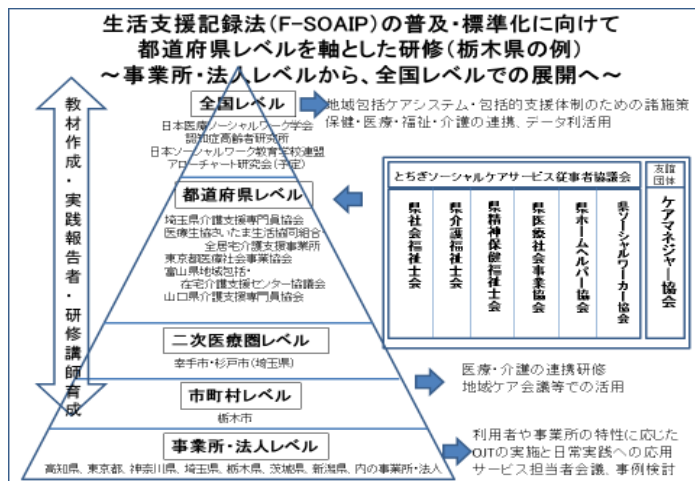 生活支援記録法(F-SOAIP)の普及・標準化に向けて
都道府県レベルを軸とした研修(栃木県の例)
～事業所・法人レベルから、全国レベルでの展開へ～
教材作成・実践報告者・研修講師育成
全国レベル
日本医療ソーシャルワーク学会
認知症高齢者研究所
日本ソーシャルワーク教育学校連盟
アローチャート研究会(予定)
地域包括ケアシステム・包括的支援体制のための諸施策
保健・医療・福祉・介護の連携、データ利活用
都道府県レベル
埼玉県介護支援専門員協会
医療生協さいたま生活協同組合・
全居宅介護支援事業所
東京都医療社会事業協会
富山県地域包括・
在宅介護支援センター協議会
山口県介護支援専門員協会
とちぎソーシャルケアサービス従事者協議会
県社会福祉士会
県介護福祉士会
県精神保健福祉士会
県医療社会事業協会
県ホームヘルパー協会
県ソーシャルワーカー協会
友誼
団体
ケアマネジャー協会
二次医療圏レベル
幸手市・杉戸市(埼玉県)
医療・介護の連携研修
地域ケア会議等での活用
市町村レベル
栃木市
事業所・法人レベル
高知県、東京都、神奈川県、埼玉県、栃木県、茨城県、新潟県、内の事業所・法人
利用者や事業所の特性に応じた
OJTの実施と日常実践への応用
サービス担当者会議、事例検討